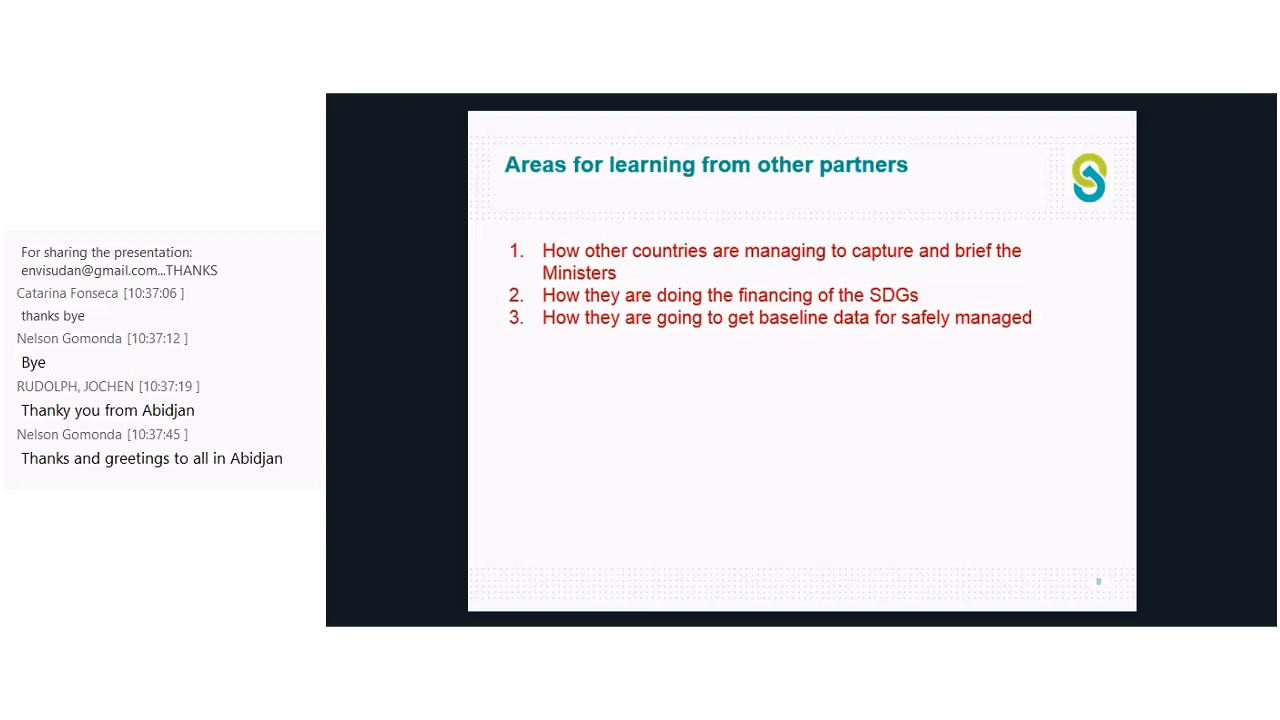 For sharing the presentation:
envisudan@gmail.com...THANKS
Catarina Fonseca [10:37:06 ]
thanks bye
Nelson Gomonda [10:37:12 ]
Bye
RUDOLPH, JOCHEN [10:37:19 ]
Thanky you from Abidjan
Nelson Gomonda [10:37:45 ]
Thanks and greetings to all in Abidjan
Areas for learning from other partners
1. How other countries are managing to capture and brief the
Ministers
2. How they are doing the financing of the SDGs
3. How they are going to get baseline data for safely managed
8